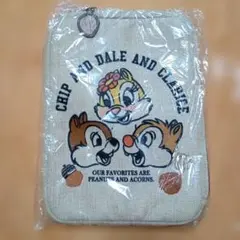 CHIP AND DALE AND CLARICE
OUR FAVORITES ARE
PEANUTS AND ACORNS.